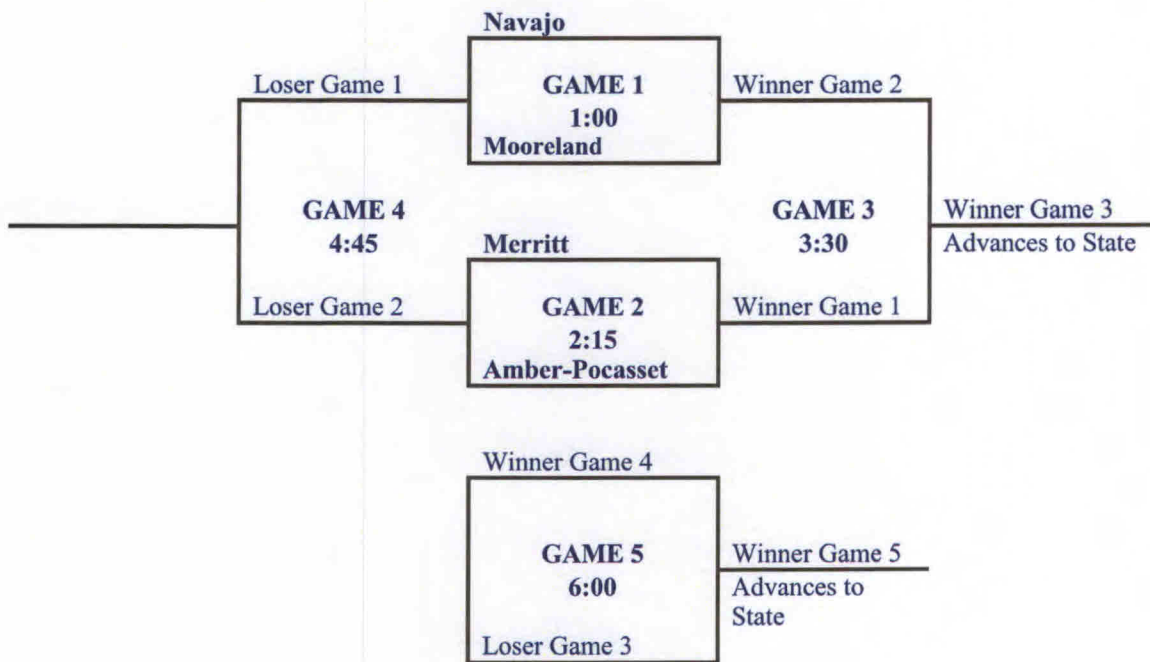 Navajo
Loser Game 1
GAME 1
Winner Game 2
1:00
Mooreland
GAME 4
GAME 3
Winner Game 3
4:45
Merritt
3:30
Advances to State
Loser Game 2
GAME 2
Winner Game 1
2:15
Amber-Pocasset
Winner Game 4
GAME 5
Winner Game 5
6:00
Advances to
State
Loser Game 3